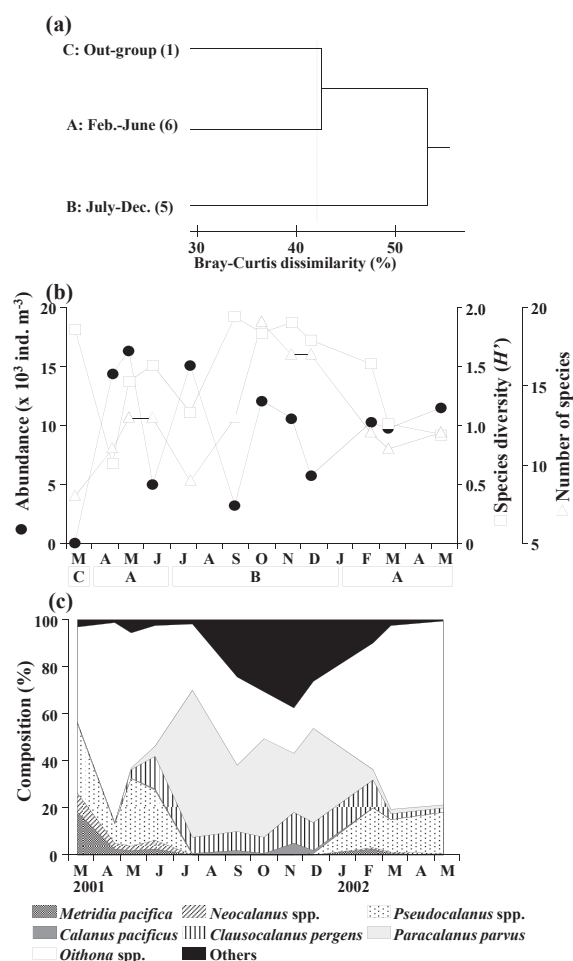 (a)
C: Out-group (1)
A: Feb.-June (6)
B: July-Dec. (5)
30 40 50
Bray-Curtis dissimilarity (%)
(b)
Abundance (x 10³ ind. m⁻³)
20
15
10
5
0
2.0
1.5
1.0
0.5
0
Species diversity (H’)
20
15
10
5
Number of species
M A M J J A S O N D J F M A M
C A B A
(c)
Composition (%)
100
80
60
40
20
0
M A M J J A S O N D J F M A M
2001 2002
Metridia pacifica Neocalanus spp. Pseudocalanus spp.
Calanus pacificus Clausocalanus pergens Paracalanus parvus
Oithona spp. Others